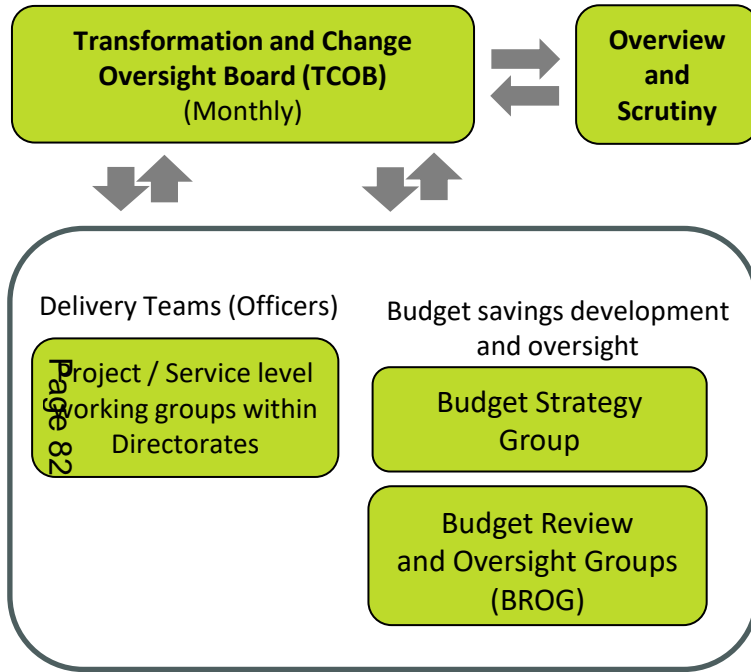 Transformation and Change
Oversight Board (TCOB)
(Monthly)
Overview
and
Scrutiny
Delivery Teams (Officers)
Project / Service level
working groups within
Directorates
Page 82
Budget savings development
and oversight
Budget Strategy
Group
Budget Review
and Oversight Groups
(BROG)